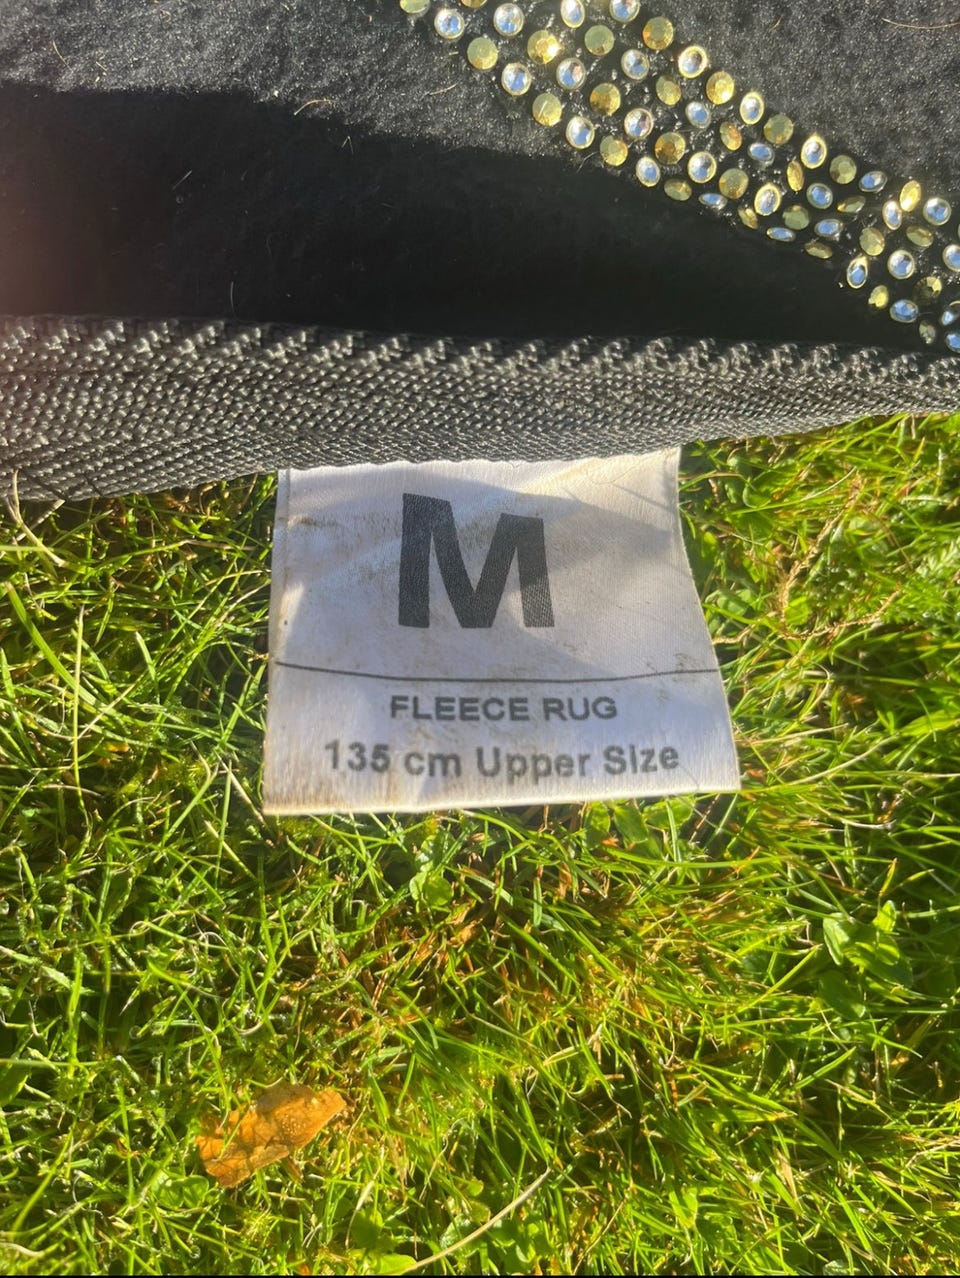 M
FLEECE RUG
135 cm Upper Size